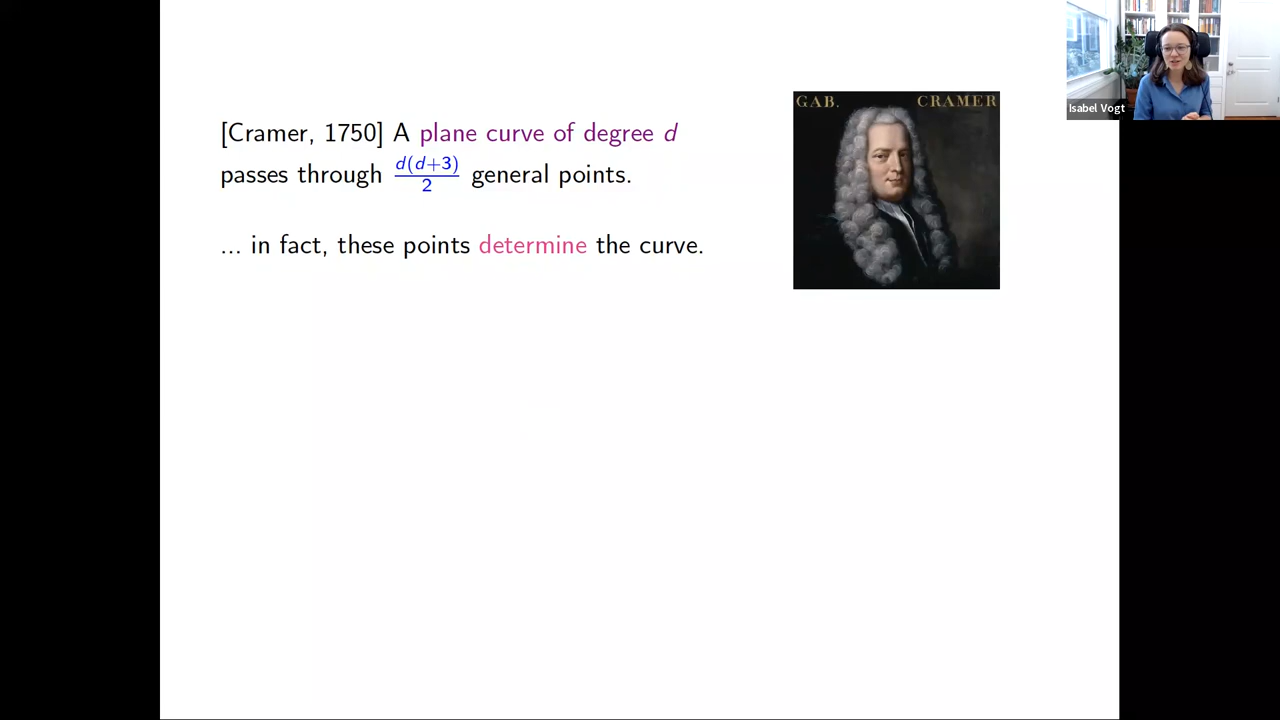 [Cramer, 1750] A plane curve of degree d
passes through d(d+3)/2 general points.
... in fact, these points determine the curve.
GAB. CRAMER
Isabel Vogt